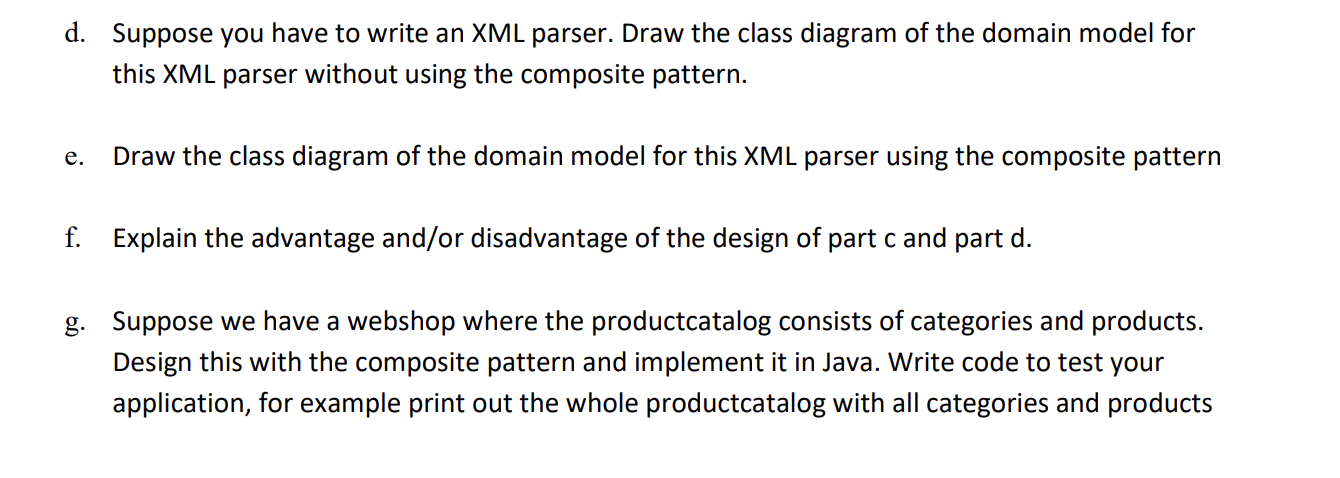 d. Suppose you have to write an XML parser. Draw the class diagram of the domain model for
this XML parser without using the composite pattern.
e. Draw the class diagram of the domain model for this XML parser using the composite pattern
f. Explain the advantage and/or disadvantage of the design of part c and part d.
g. Suppose we have a webshop where the productcatalog consists of categories and products.
Design this with the composite pattern and implement it in Java. Write code to test your
application, for example print out the whole productcatalog with all categories and products